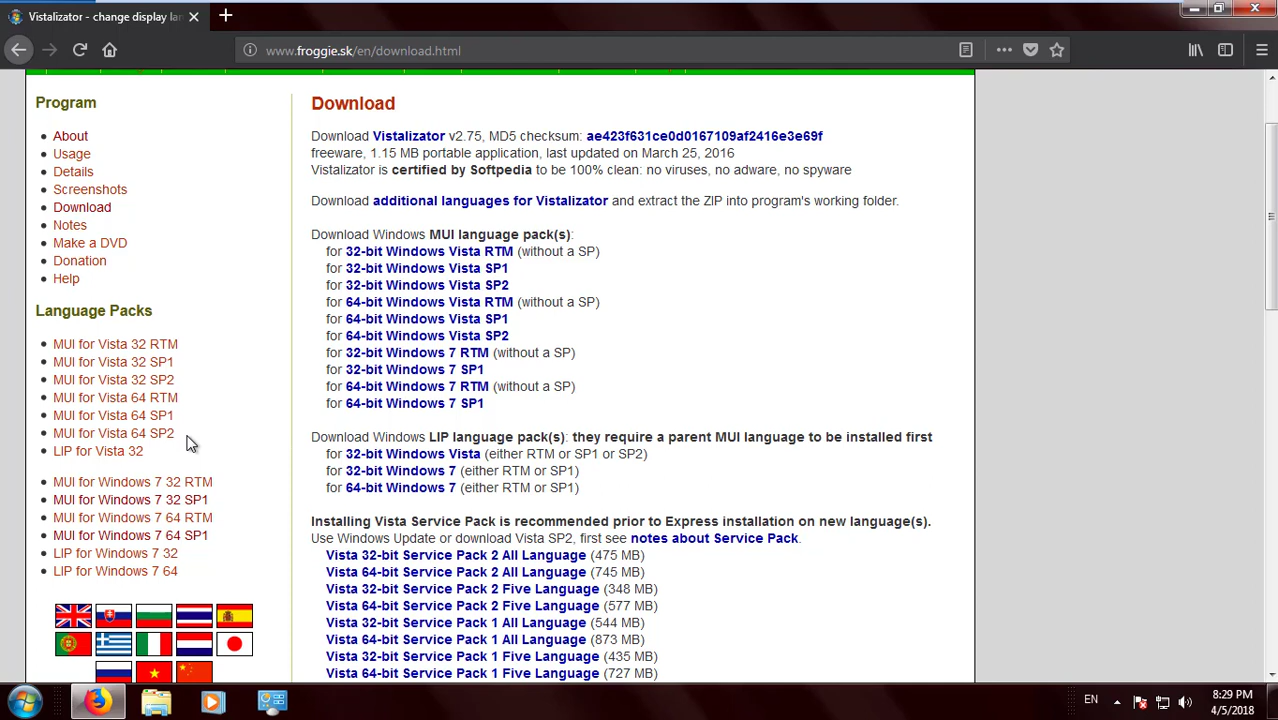 Vistalizator - change display la
www.froggie.sk/en/download.html
Program
About
Usage
Details
Screenshots
Download
Notes
Make a DVD
Donation
Help
Language Packs
MUI for Vista 32 RTM
MUI for Vista 32 SP1
MUI for Vista 32 SP2
MUI for Vista 64 RTM
MUI for Vista 64 SP1
MUI for Vista 64 SP2
LIP for Vista 32
MUI for Windows 7 32 RTM
MUI for Windows 7 32 SP1
MUI for Windows 7 64 RTM
MUI for Windows 7 64 SP1
LIP for Windows 7 32
LIP for Windows 7 64
Download
Download Vistalizator v2.75, MD5 checksum: ae423f631ce0d0167109af2416e3e69f
freeware, 1.15 MB portable application, last updated on March 25, 2016
Vistalizator is certified by Softpedia to be 100% clean: no viruses, no adware, no spyware
Download additional languages for Vistalizator and extract the ZIP into program's working folder.
Download Windows MUI language pack(s):
for 32-bit Windows Vista RTM (without a SP)
for 32-bit Windows Vista SP1
for 32-bit Windows Vista SP2
for 64-bit Windows Vista RTM (without a SP)
for 64-bit Windows Vista SP1
for 64-bit Windows Vista SP2
for 32-bit Windows 7 RTM (without a SP)
for 32-bit Windows 7 SP1
for 64-bit Windows 7 RTM (without a SP)
for 64-bit Windows 7 SP1
Download Windows LIP language pack(s): they require a parent MUI language to be installed first
for 32-bit Windows Vista (either RTM or SP1 or SP2)
for 32-bit Windows 7 (either RTM or SP1)
for 64-bit Windows 7 (either RTM or SP1)
Installing Vista Service Pack is recommended prior to Express installation on new language(s).
Use Windows Update or download Vista SP2, first see notes about Service Pack.
Vista 32-bit Service Pack 2 All Language (475 MB)
Vista 64-bit Service Pack 2 All Language (745 MB)
Vista 32-bit Service Pack 2 Five Language (348 MB)
Vista 64-bit Service Pack 2 Five Language (577 MB)
Vista 32-bit Service Pack 1 All Language (544 MB)
Vista 64-bit Service Pack 1 All Language (873 MB)
Vista 32-bit Service Pack 1 Five Language (435 MB)
Vista 64-bit Service Pack 1 Five Language (727 MB)
EN
8:29 PM
4/5/2018